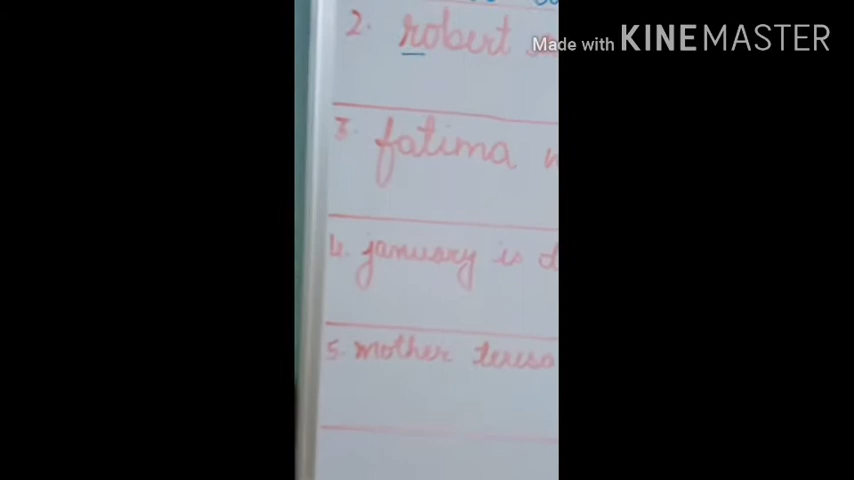 2. robert
Made with KINEMASTER
3. fatima
4. january is
5. mother teresa